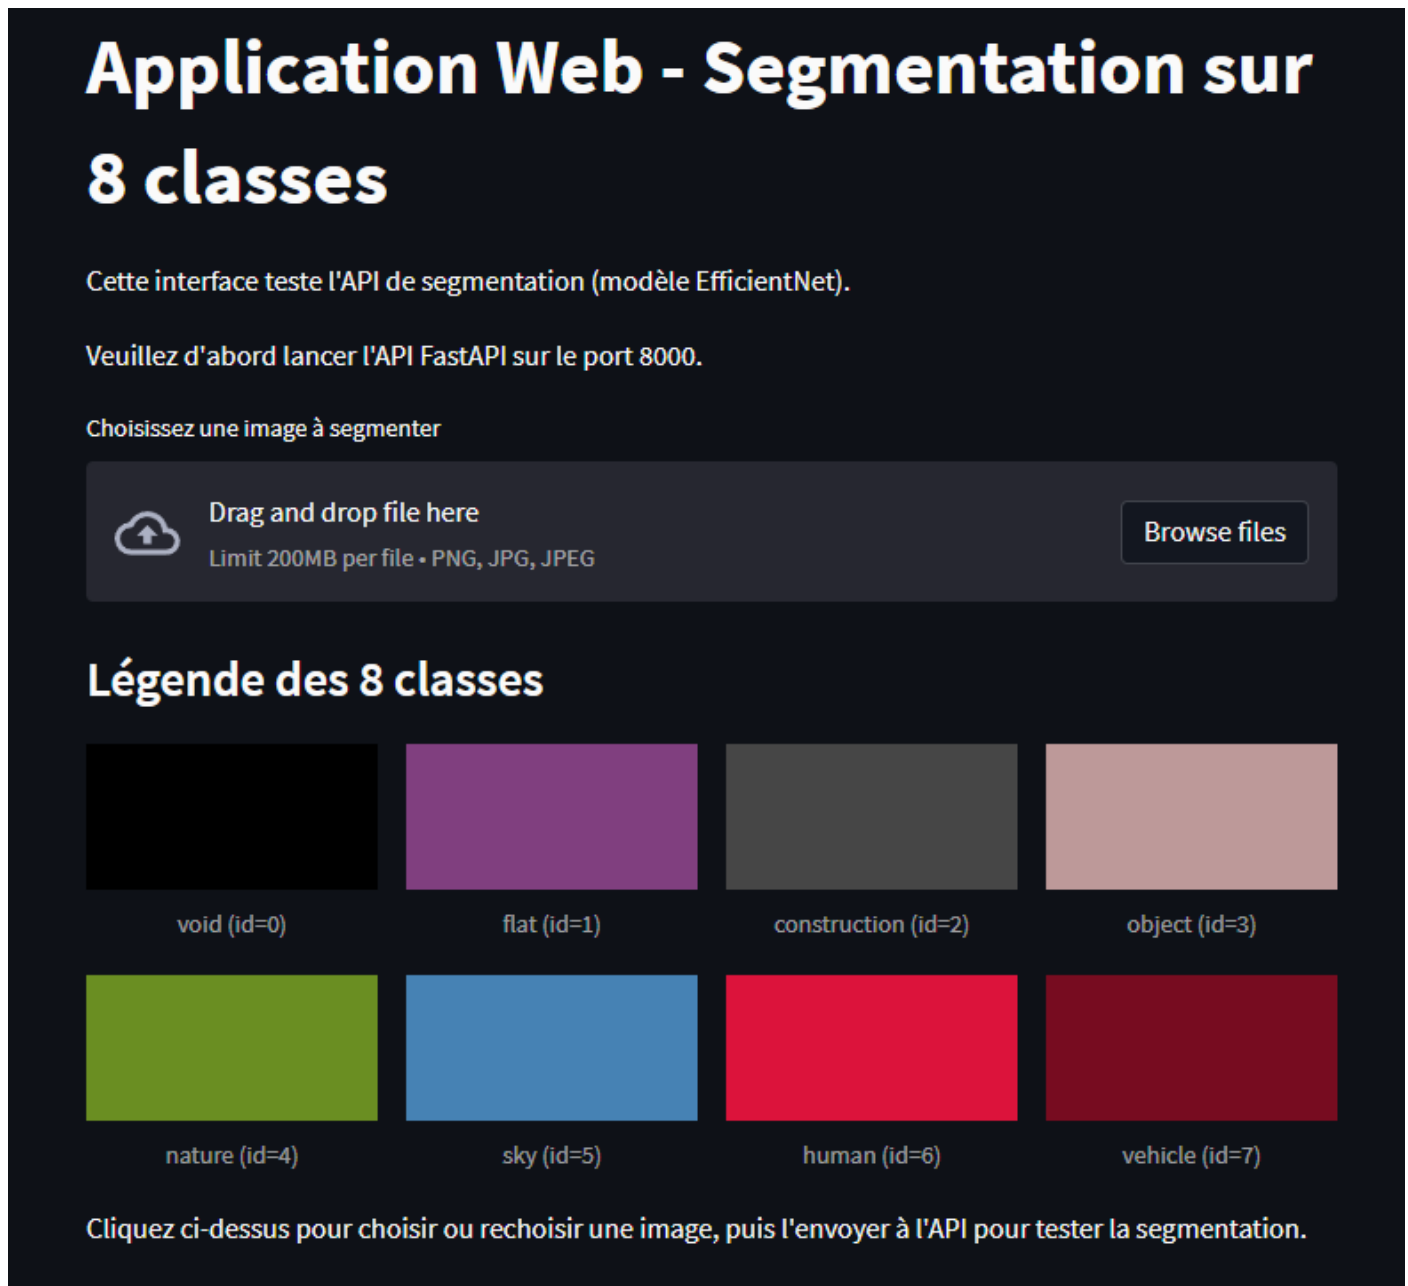 Application Web - Segmentation sur
8 classes
Cette interface teste l'API de segmentation (modèle EfficientNet).
Veuillez d'abord lancer l'API FastAPI sur le port 8000.
Choisissez une image à segmenter
Drag and drop file here
Limit 200MB per file • PNG, JPG, JPEG
Browse files
Légende des 8 classes
void (id=0)
flat (id=1)
construction (id=2)
object (id=3)
nature (id=4)
sky (id=5)
human (id=6)
vehicle (id=7)
Cliquez ci-dessus pour choisir ou rechoisir une image, puis l'envoyer à l'API pour tester la segmentation.